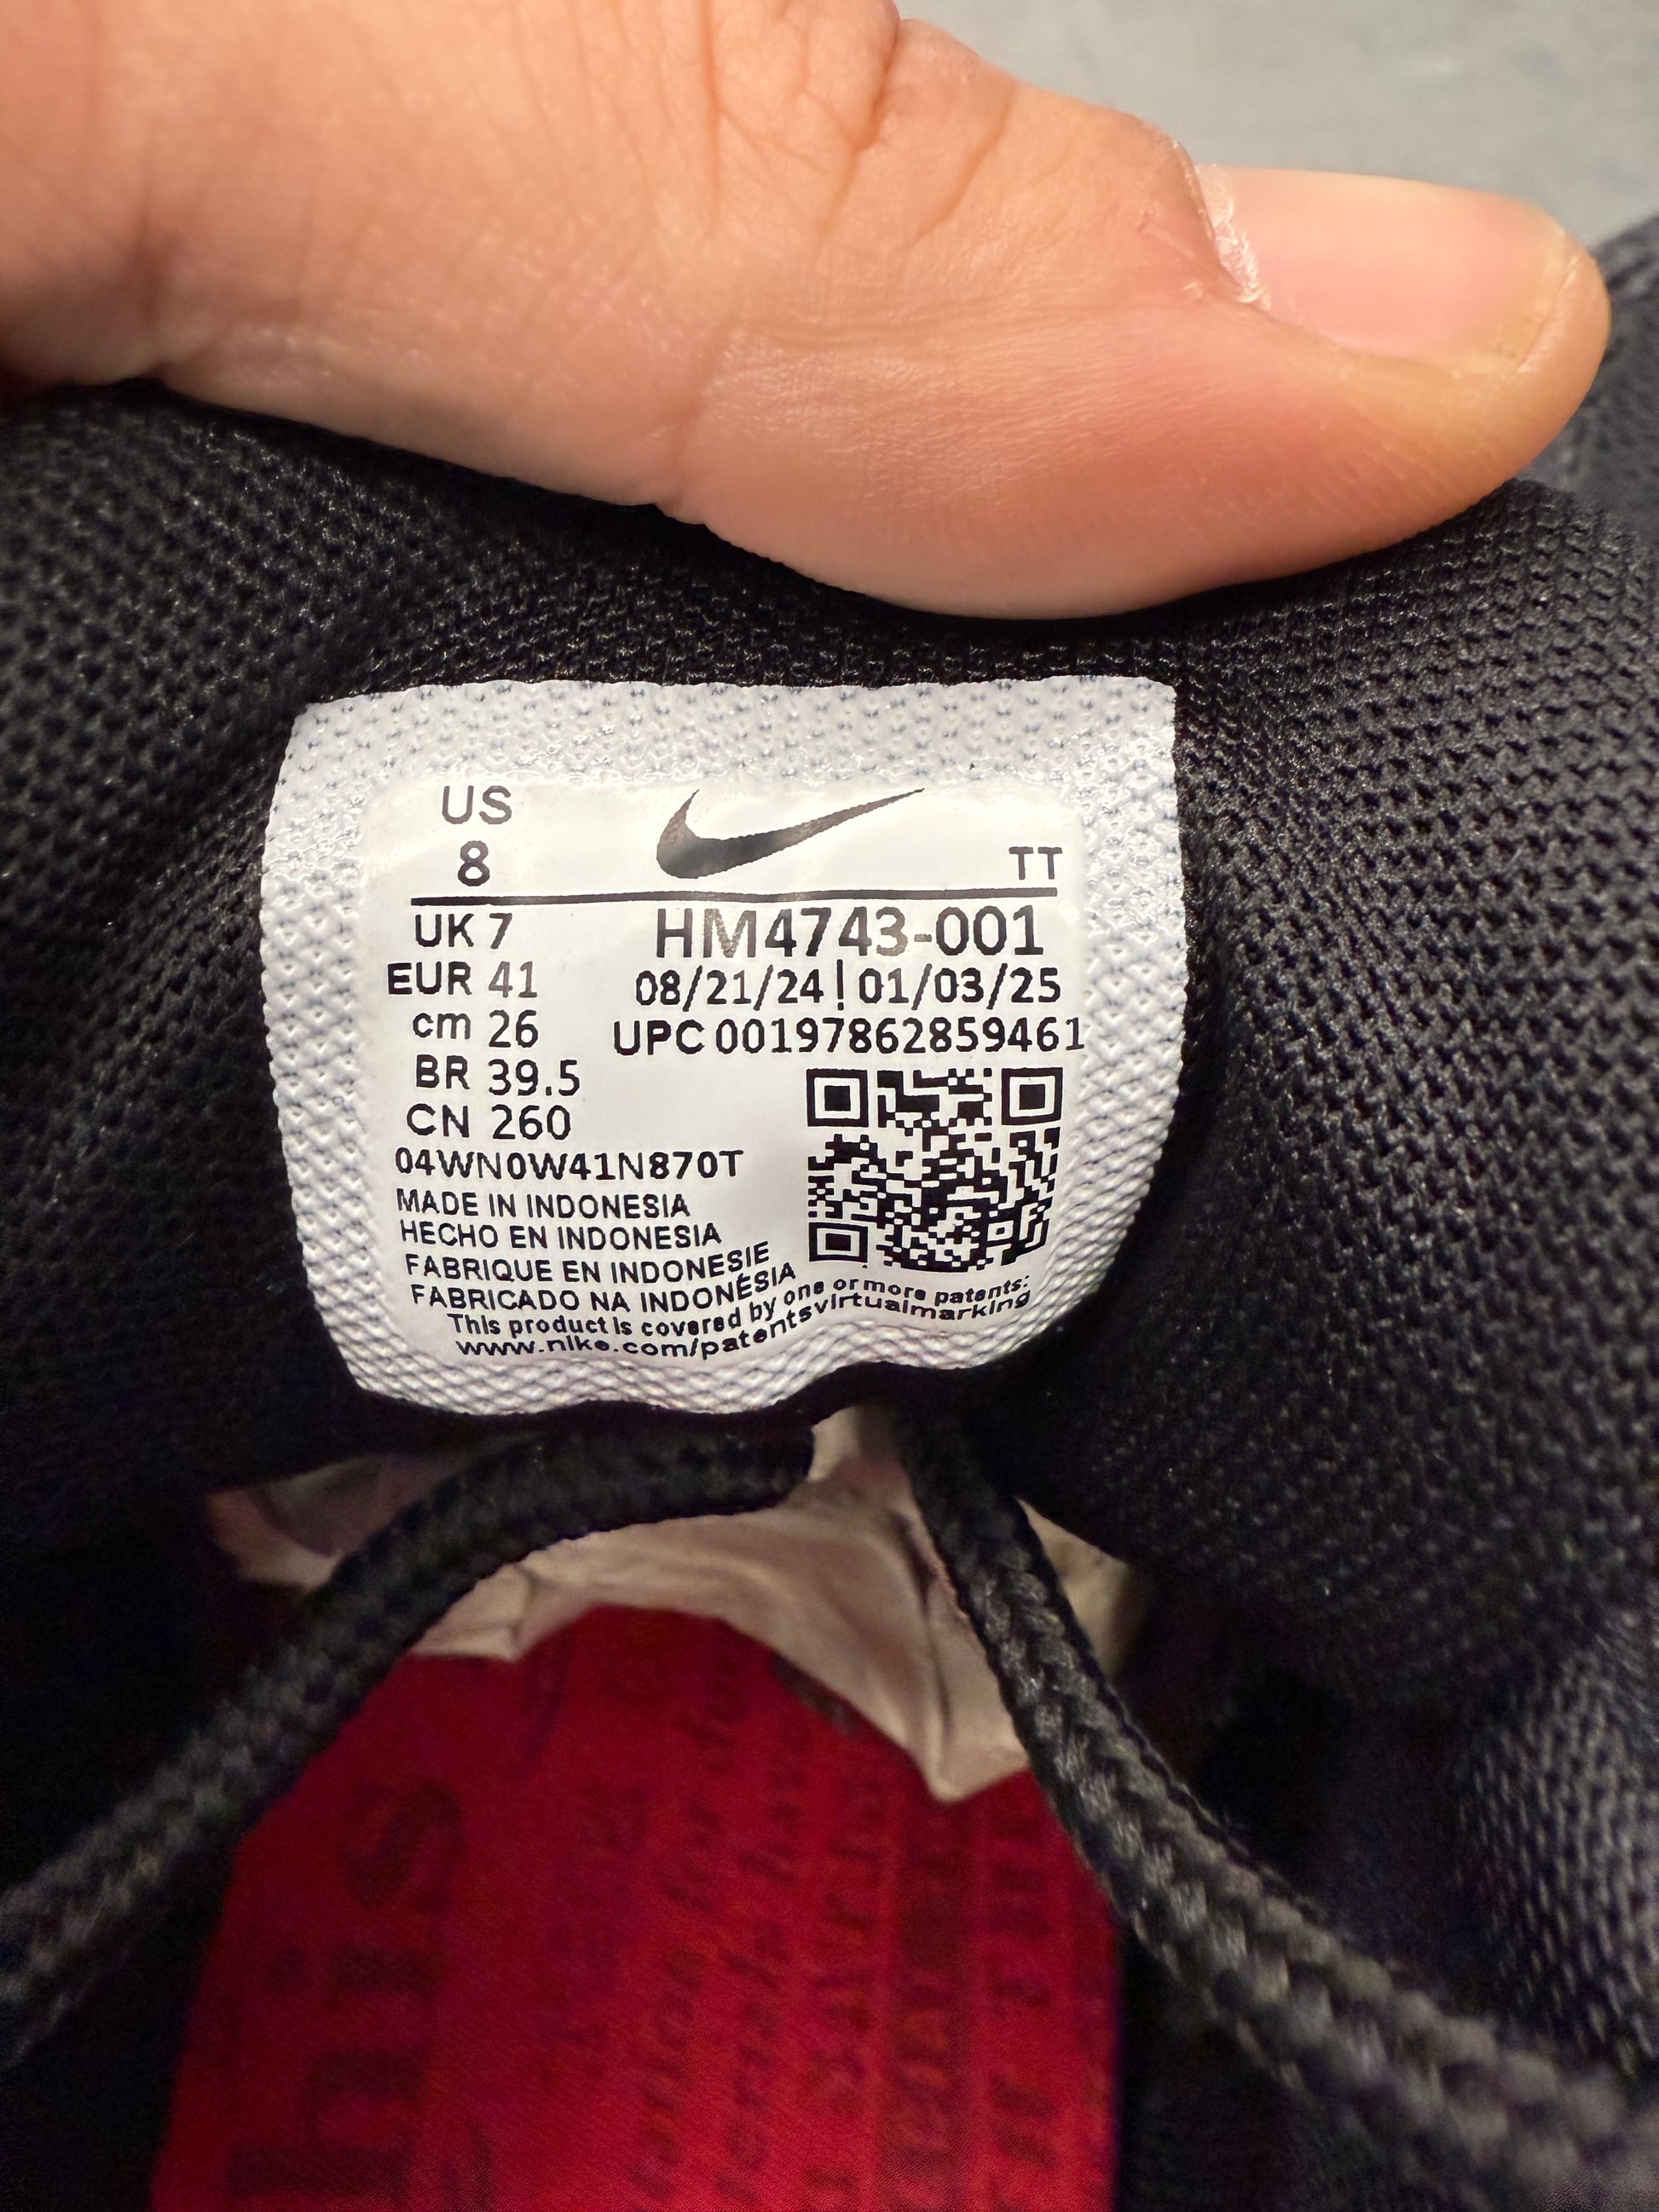 US
8
TT
UK 7
HM4743-001
EUR 41
08/21/24 | 01/03/25
cm 26
UPC 00197862859461
BR 39.5
CN 260
04WN0W41N870T
MADE IN INDONESIA
HECHO EN INDONESIA
FABRIQUE EN INDONESIE
FABRICADO NA INDONÉSIA
This product is covered by one or more patents:
www.nike.com/patentsvirtualmarking